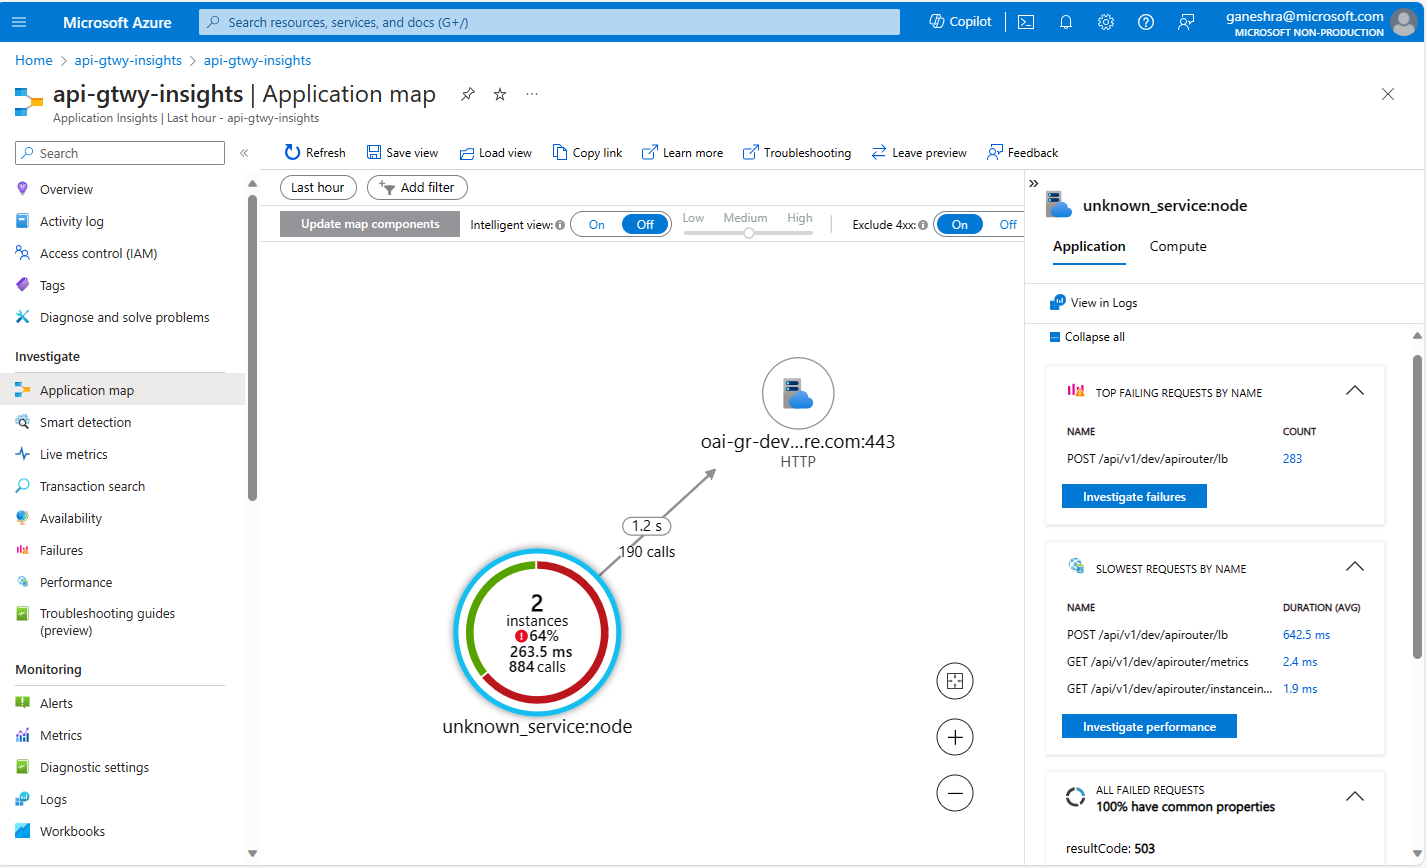 Microsoft Azure
Search resources, services, and docs (G+/)
Copilot
ganeshra@microsoft.com
MICROSOFT NON-PRODUCTION
Home > api-gtwy-insights > api-gtwy-insights
api-gtwy-insights | Application map
Application Insights | Last hour - api-gtwy-insights
Search
Overview
Activity log
Access control (IAM)
Tags
Diagnose and solve problems
Investigate
Application map
Smart detection
Live metrics
Transaction search
Availability
Failures
Performance
Troubleshooting guides
(preview)
Monitoring
Alerts
Metrics
Diagnostic settings
Logs
Workbooks
Refresh
Save view
Load view
Copy link
Learn more
Troubleshooting
Leave preview
Feedback
Last hour
Add filter
Update map components
Intelligent view:
On
Off
Low
Medium
High
Exclude 4xx:
On
Off
oai-gr-dev...re.com:443
HTTP
1.2 s
190 calls
2
instances
64%
263.5 ms
884 calls
unknown_service:node
unknown_service:node
Application
Compute
View in Logs
Collapse all
TOP FAILING REQUESTS BY NAME
NAME COUNT
POST /api/v1/dev/apirouter/lb 283
Investigate failures
SLOWEST REQUESTS BY NAME
NAME DURATION (AVG)
POST /api/v1/dev/apirouter/lb 642.5 ms
GET /api/v1/dev/apirouter/metrics 2.4 ms
GET /api/v1/dev/apirouter/instancein... 1.9 ms
Investigate performance
ALL FAILED REQUESTS
100% have common properties
resultCode: 503